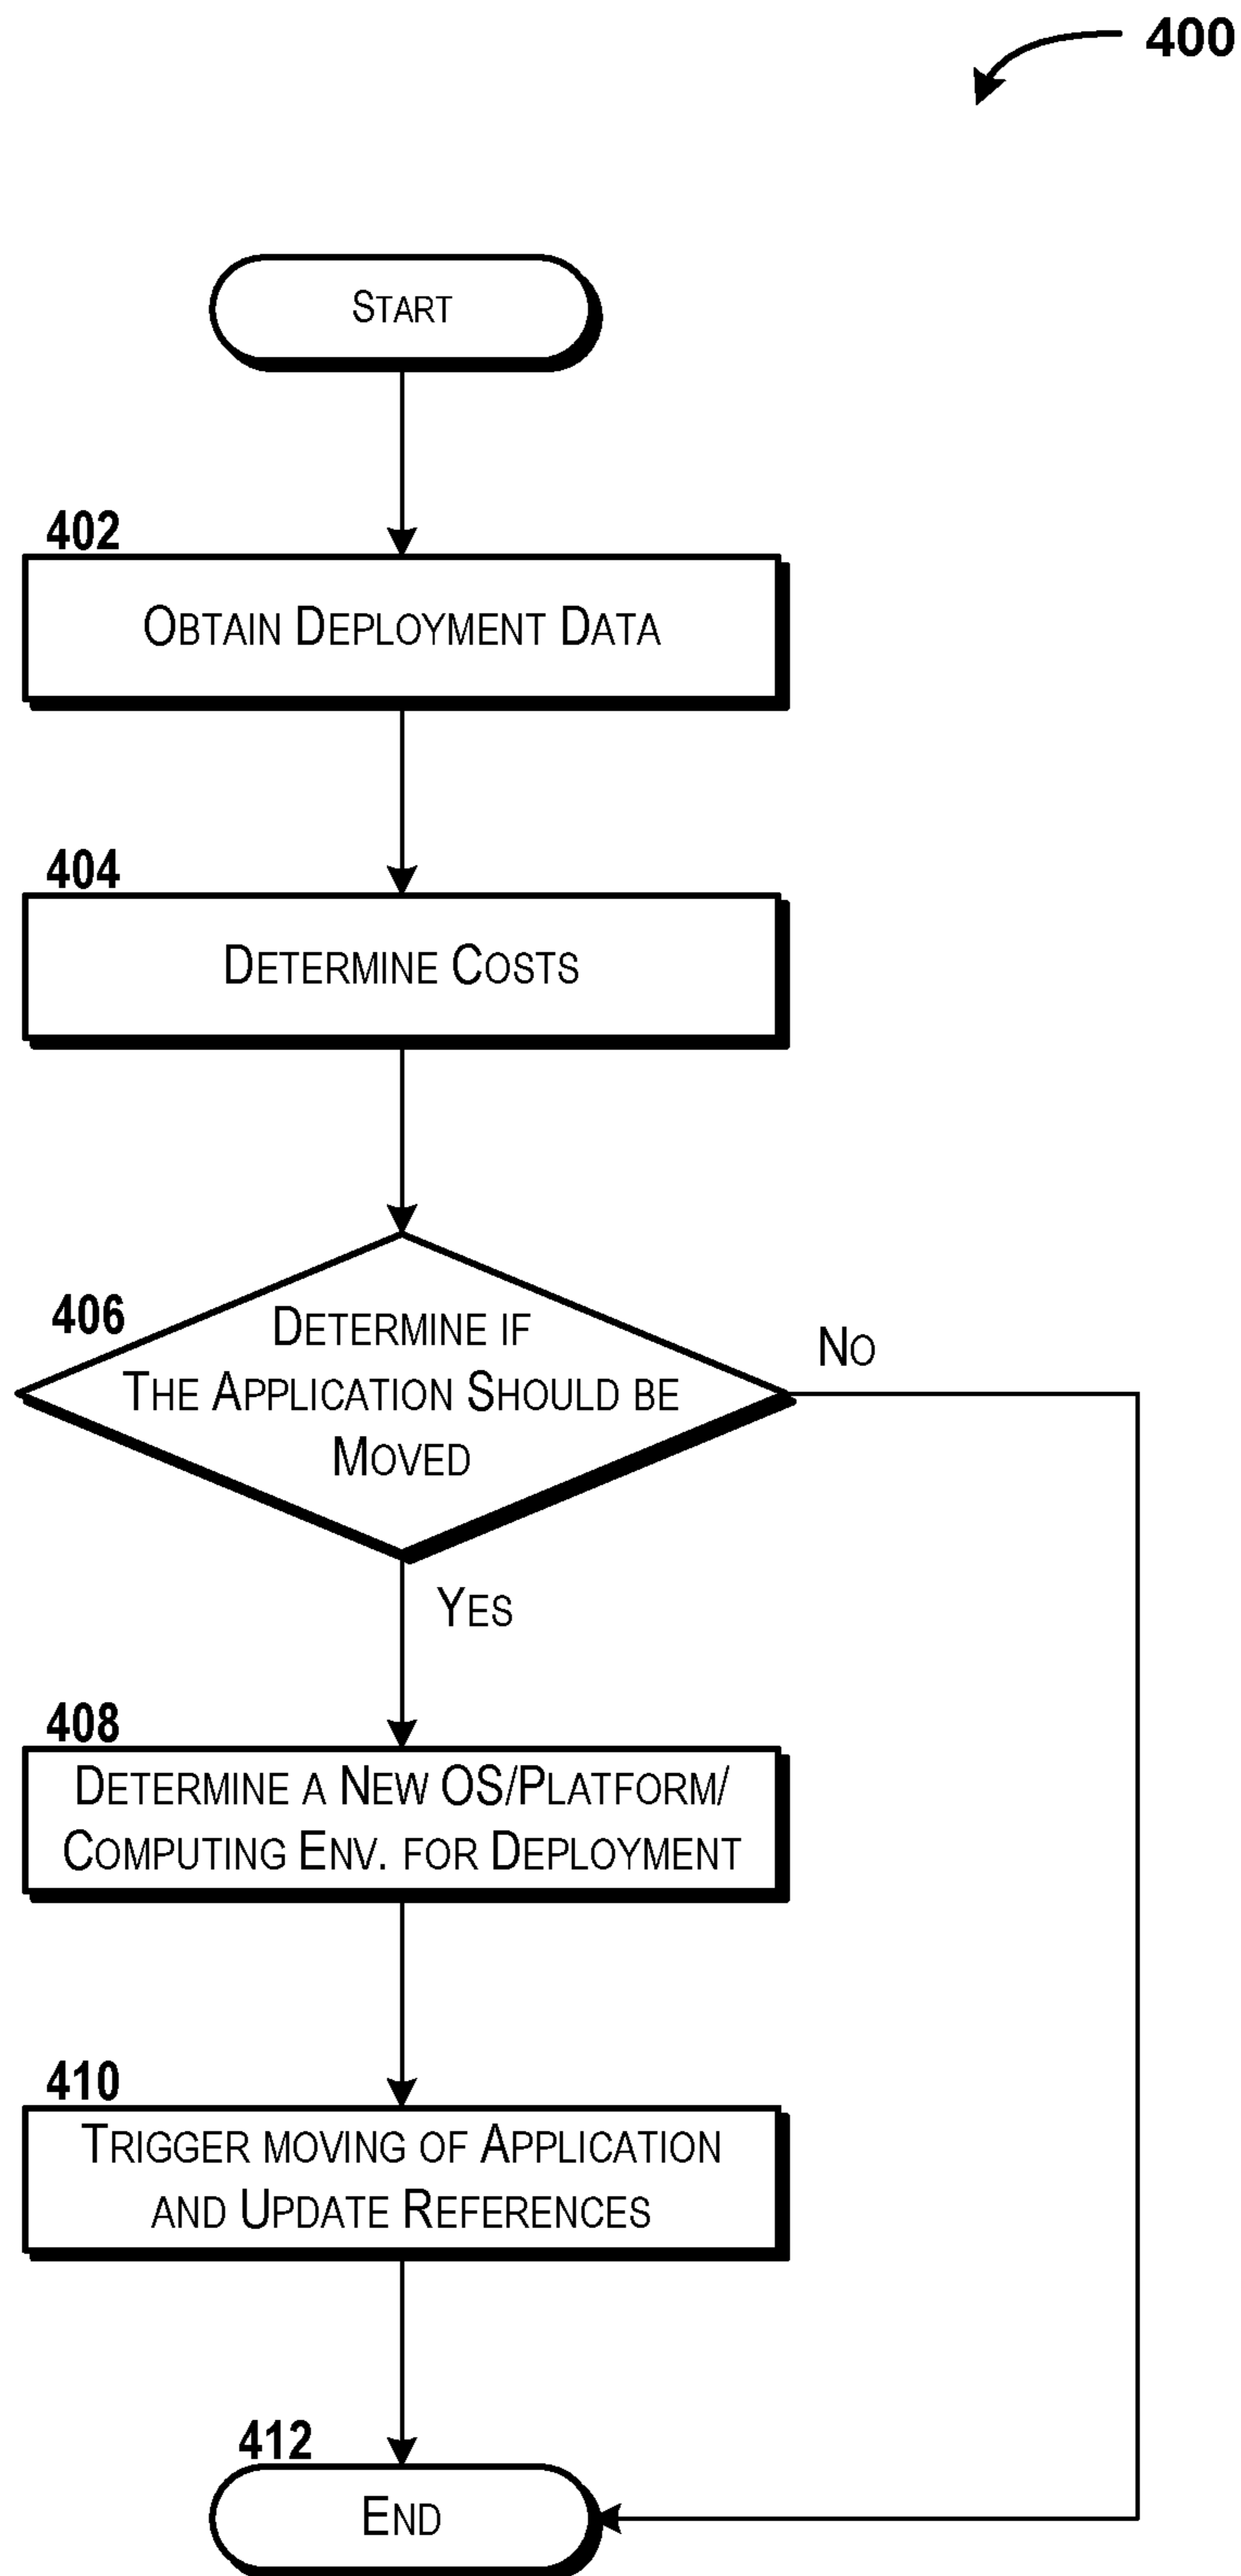 400
START
402
OBTAIN DEPLOYMENT DATA
404
DETERMINE COSTS
406
DETERMINE IF
THE APPLICATION SHOULD BE
MOVED
NO
YES
408
DETERMINE A NEW OS/PLATFORM/
COMPUTING ENV. FOR DEPLOYMENT
410
TRIGGER MOVING OF APPLICATION
AND UPDATE REFERENCES
412
END